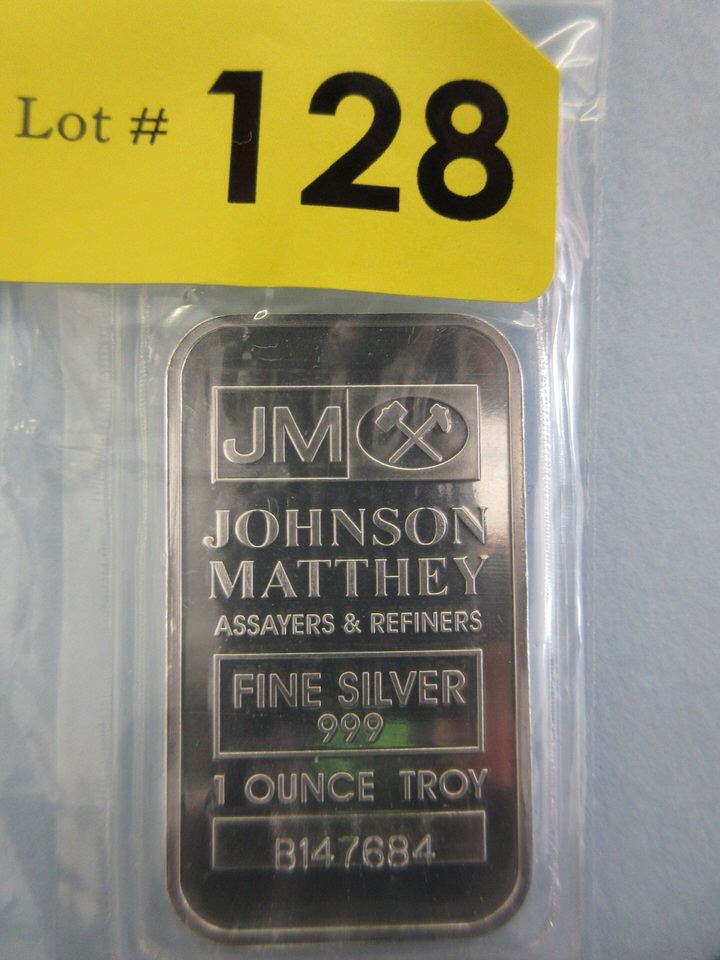 Lot # 128
JM
JOHNSON
MATTHEY
ASSAYERS & REFINERS
FINE SILVER
999
1 OUNCE TROY
B147684